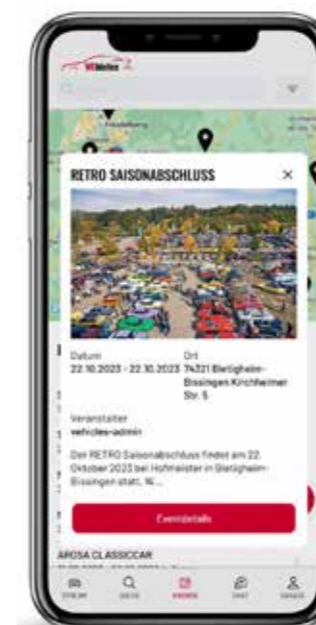 RETRO SAISONABSCHLUSS
Datum
Ort
22.10.2023 - 22.10.2023
74321 Bietigheim-
Bissingen Kirchheimer
Str. 5
Veranstalter
vehicles-admin
Der RETRO Saisonabschluss findet am 22.
Oktober 2023 bei Hofmeister in Bietigheim-
Bissingen statt,
Eventdetails
AROSA CLASSICCAR
CHAT